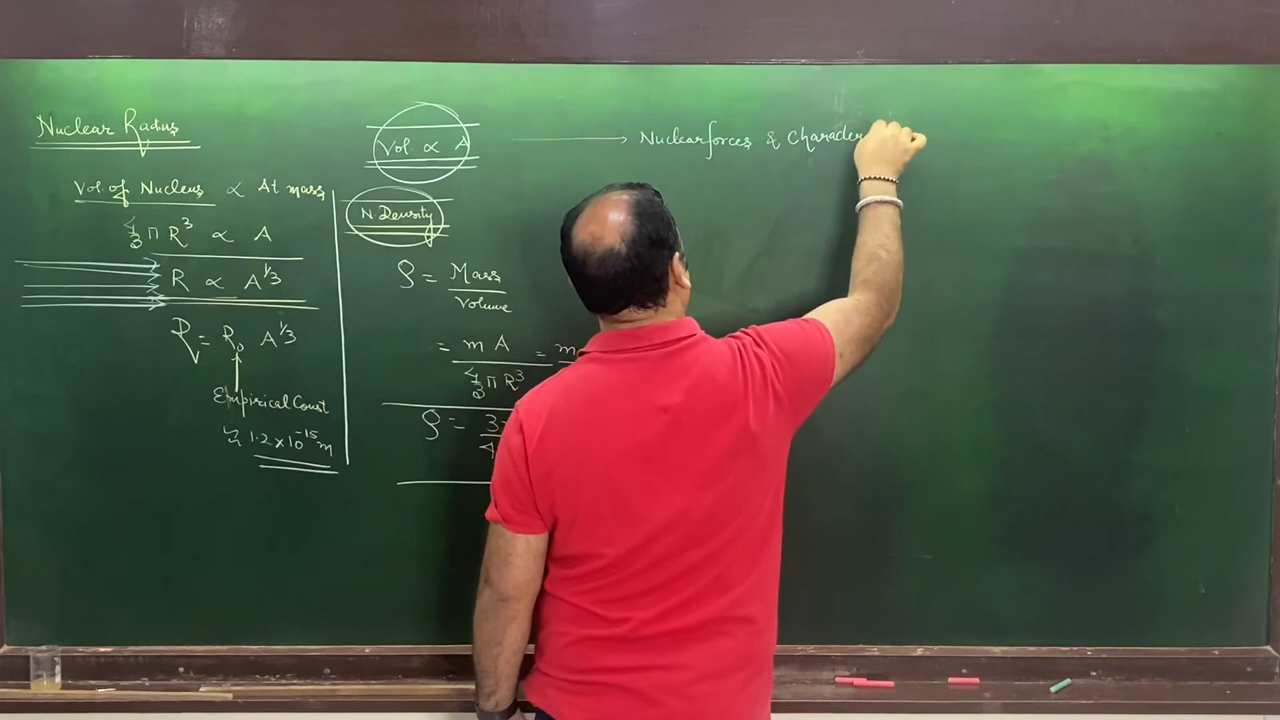 Nuclear Radius
Vol. of Nucleus ∝ At mass
4/3 π R³ ∝ A
R ∝ A^1/3
R = R₀ A^1/3
Empirical Const
≈ 1.2 × 10⁻¹⁵ m
Vol. ∝ A
N. Density
ρ = Mass / Volume
= m A / 4/3 π R³ = m
ρ = 3
Nuclear forces & Character